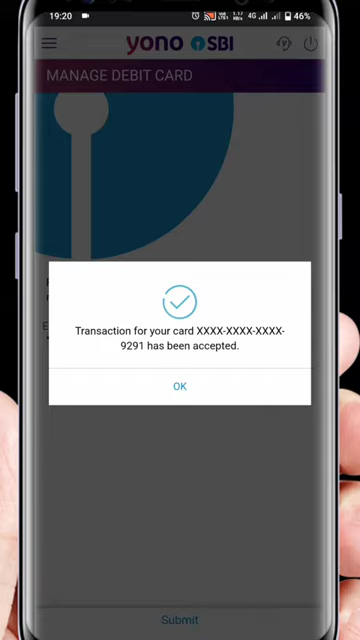 19:20
4G
46%
yono SBI
MANAGE DEBIT CARD
Transaction for your card XXXX-XXXX-XXXX-
9291 has been accepted.
OK
Submit